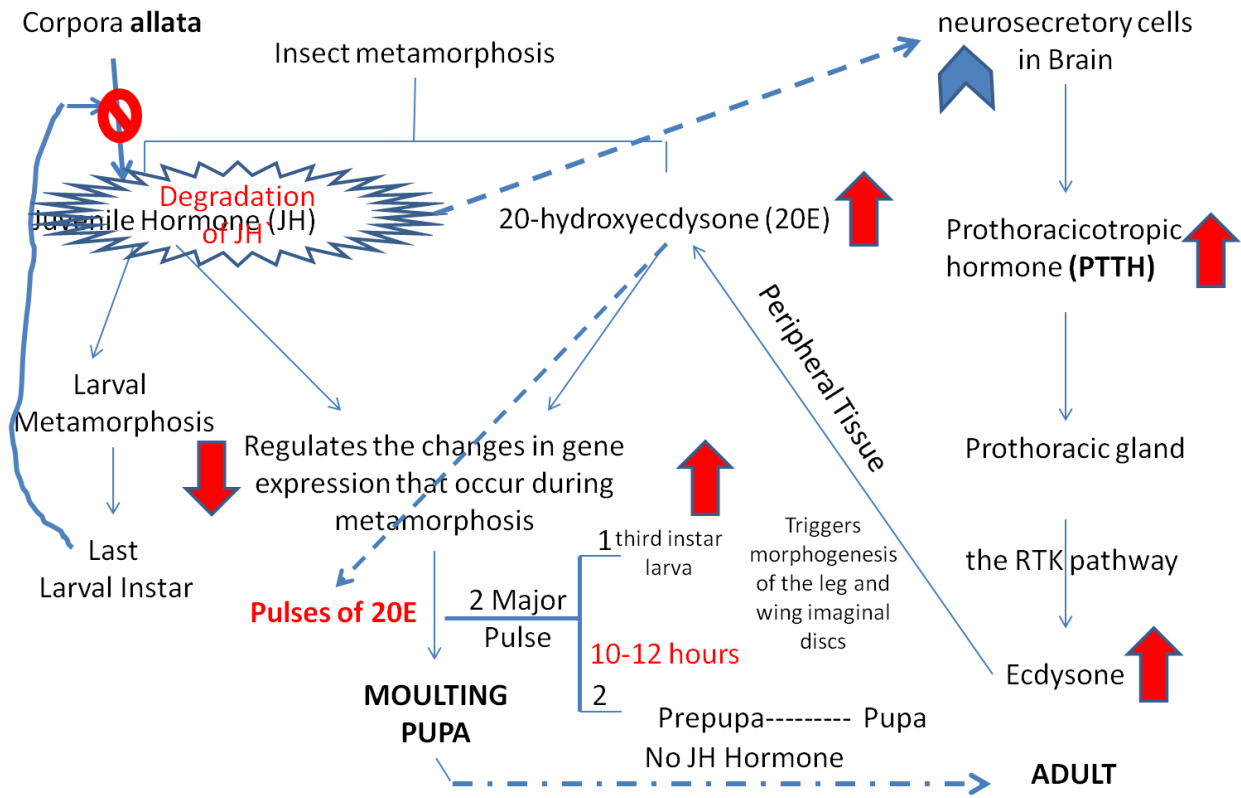 Corpora allata
Insect metamorphosis
neurosecretory cells
in Brain
Degradation
of JH`
Juvenile Hormone (JH)
20-hydroxyecdysone (20E)
Prothoracicotropic
hormone (PTTH)
Peripheral Tissue
Larval
Metamorphosis
Regulates the changes in gene
expression that occur during
metamorphosis
Prothoracic gland
Last
Larval Instar
1 third instar
larva
Triggers
morphogenesis
of the leg and
wing imaginal
discs
the RTK pathway
Pulses of 20E
2 Major
Pulse
10-12 hours
2
Ecdysone
MOULTING
PUPA
Prepupa--------- Pupa
No JH Hormone
ADULT